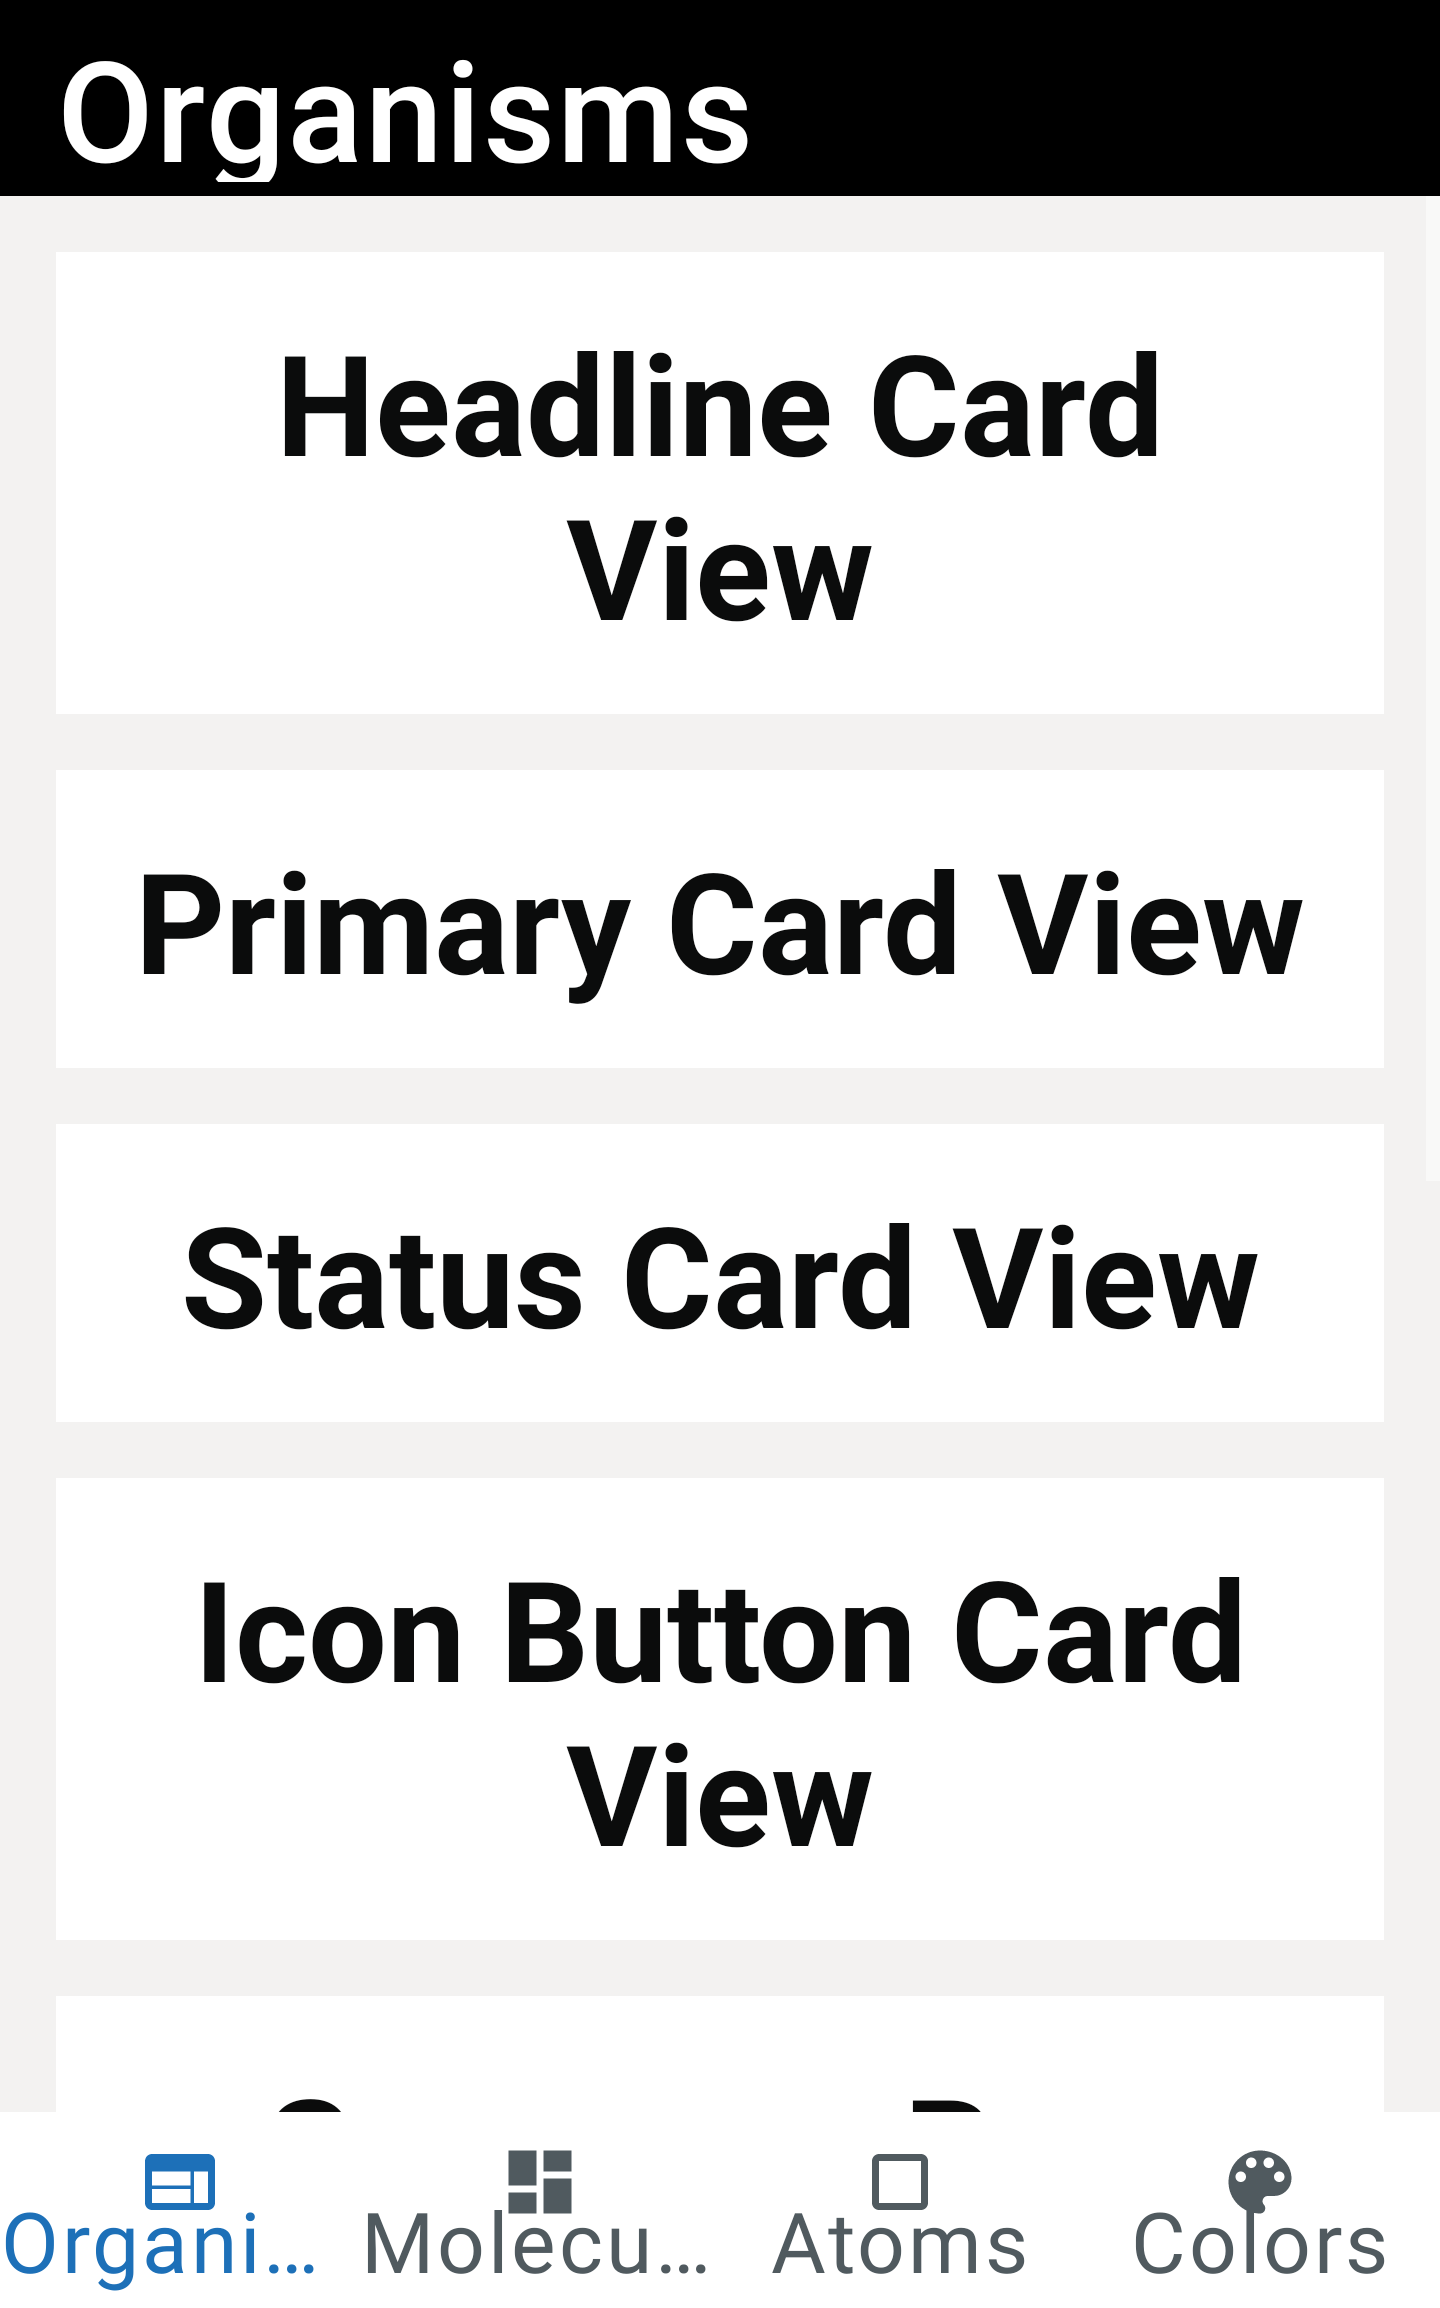 Organisms
Headline Card
View
Primary Card View
Status Card View
Icon Button Card
View
Organi…
Molecu…
Atoms
Colors